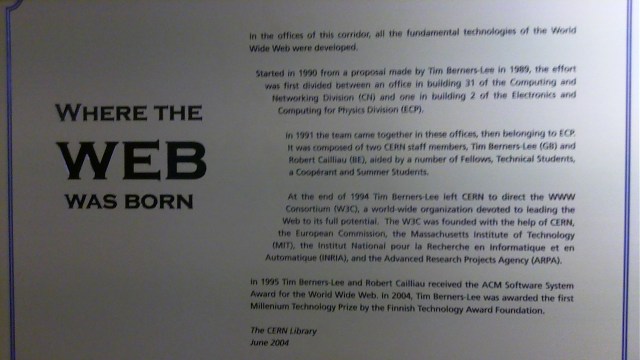 WHERE THE
WEB
WAS BORN
In the offices of this corridor, all the fundamental technologies of the World
Wide Web were developed.
Started in 1990 from a proposal made by Tim Berners-Lee in 1989, the effort
was first divided between an office in building 31 of the Computing and
Networking Division (CN) and one in building 2 of the Electronics and
Computing for Physics Division (ECP).
In 1991 the team came together in these offices, then belonging to ECP.
It was composed of two CERN staff members, Tim Berners-Lee (GB) and
Robert Cailliau (BE), aided by a number of Fellows, Technical Students,
a Coopérant and Summer Students.
At the end of 1994 Tim Berners-Lee left CERN to direct the WWW
Consortium (W3C), a world-wide organization devoted to leading the
Web to its full potential. The W3C was founded with the help of CERN,
the European Commission, the Massachusetts Institute of Technology
(MIT), the Institut National pour la Recherche en Informatique et en
Automatique (INRIA), and the Advanced Research Projects Agency (ARPA).
In 1995 Tim Berners-Lee and Robert Cailliau received the ACM Software System
Award for the World Wide Web. In 2004, Tim Berners-Lee was awarded the first
Millenium Technology Prize by the Finnish Technology Award Foundation.
The CERN Library
June 2004